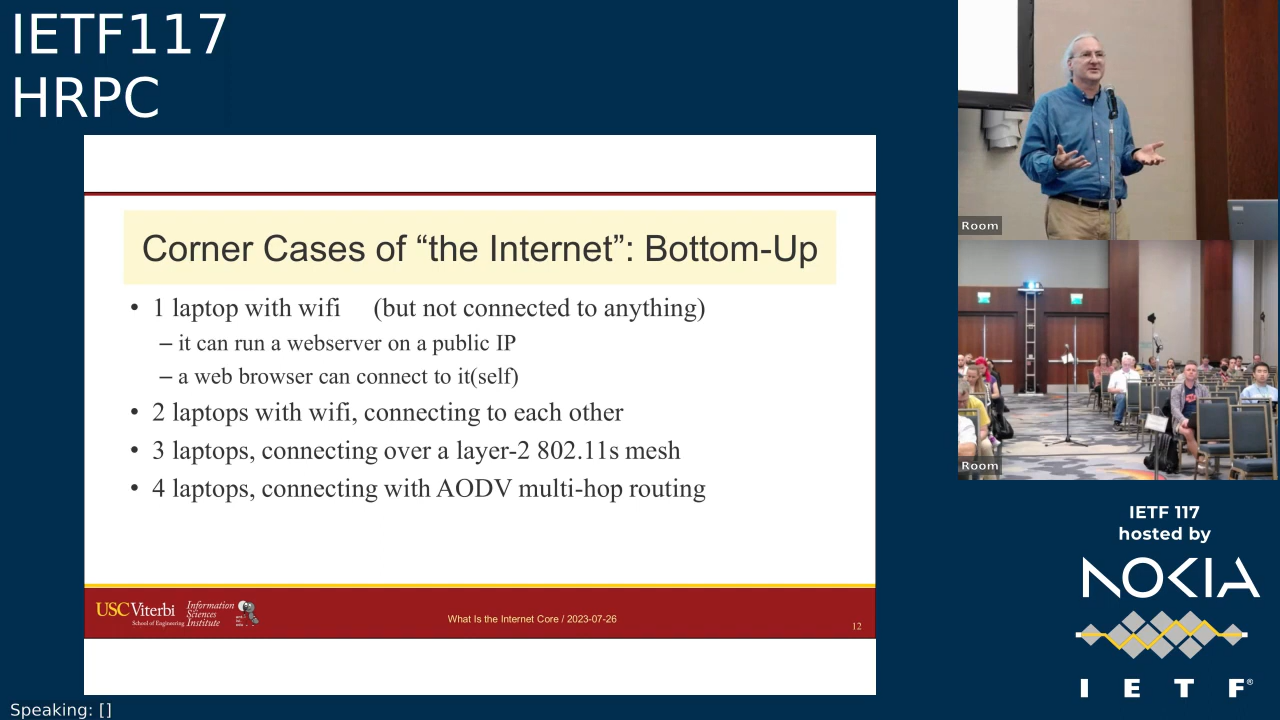 IETF117
HRPC
Corner Cases of “the Internet”: Bottom-Up
• 1 laptop with wifi (but not connected to anything)
– it can run a webserver on a public IP
– a web browser can connect to it(self)
• 2 laptops with wifi, connecting to each other
• 3 laptops, connecting over a layer-2 802.11s mesh
• 4 laptops, connecting with AODV multi-hop routing
USC Viterbi
School of Engineering
Information
Sciences
Institute
What Is the Internet Core / 2023-07-26
12
Room
Room
IETF 117
hosted by
NOKIA
I E T F®
Speaking: []